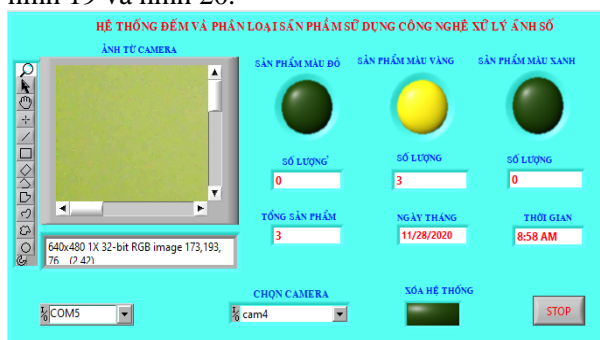 hình 19 và hình 20.
HỆ THỐNG ĐẾM VÀ PHÂN LOẠI SẢN PHẨM SỬ DỤNG CÔNG NGHỆ XỬ LÝ ẢNH SỐ
ẢNH TỪ CAMERA
SẢN PHẨM MÀU ĐỎ SẢN PHẨM MÀU VÀNG SẢN PHẨM MÀU XANH
SỐ LƯỢNG SỐ LƯỢNG SỐ LƯỢNG
0 3 0
TỔNG SẢN PHẨM NGÀY THÁNG THỜI GIAN
3 11/28/2020 8:58 AM
640x480 1X 32-bit RGB image 173,193,
76 (2,42)
CHỌN CAMERA XÓA HỆ THỐNG
COM5 cam4 STOP